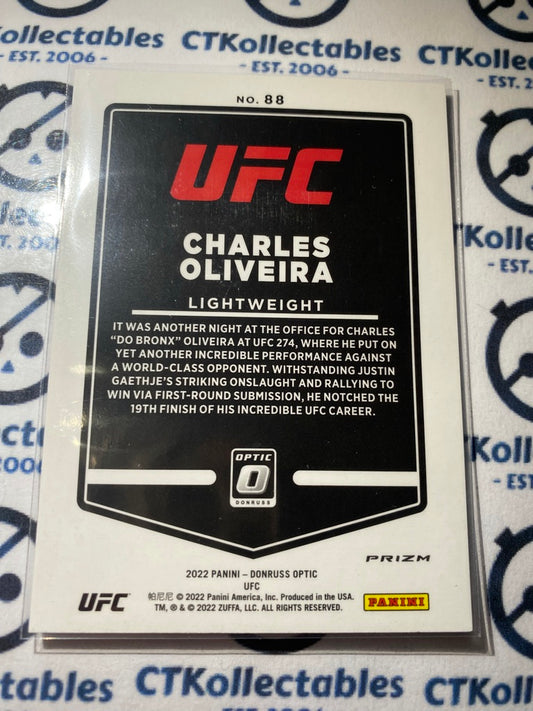 CTKollectables
CTKollectables
- EST. 2006 -
- EST. 2006 -
NO. 88
UFC
CHARLES
OLIVEIRA
LIGHTWEIGHT
IT WAS ANOTHER NIGHT AT THE OFFICE FOR CHARLES
“DO BRONX” OLIVEIRA AT UFC 274, WHERE HE PUT ON
YET ANOTHER INCREDIBLE PERFORMANCE AGAINST
A WORLD-CLASS OPPONENT. WITHSTANDING JUSTIN
GAETHJE'S STRIKING ONSLAUGHT AND RALLYING TO
WIN VIA FIRST-ROUND SUBMISSION, HE NOTCHED THE
19TH FINISH OF HIS INCREDIBLE UFC CAREER.
OPTIC
O
DONRUSS
2022 PANINI – DONRUSS OPTIC
UFC
PRIZM
UFC
帕尼尼 © 2022 Panini America, Inc. Produced in the USA.
TM, ® & © 2022 ZUFFA, LLC. ALL RIGHTS RESERVED.
PANINI
CTKollectables